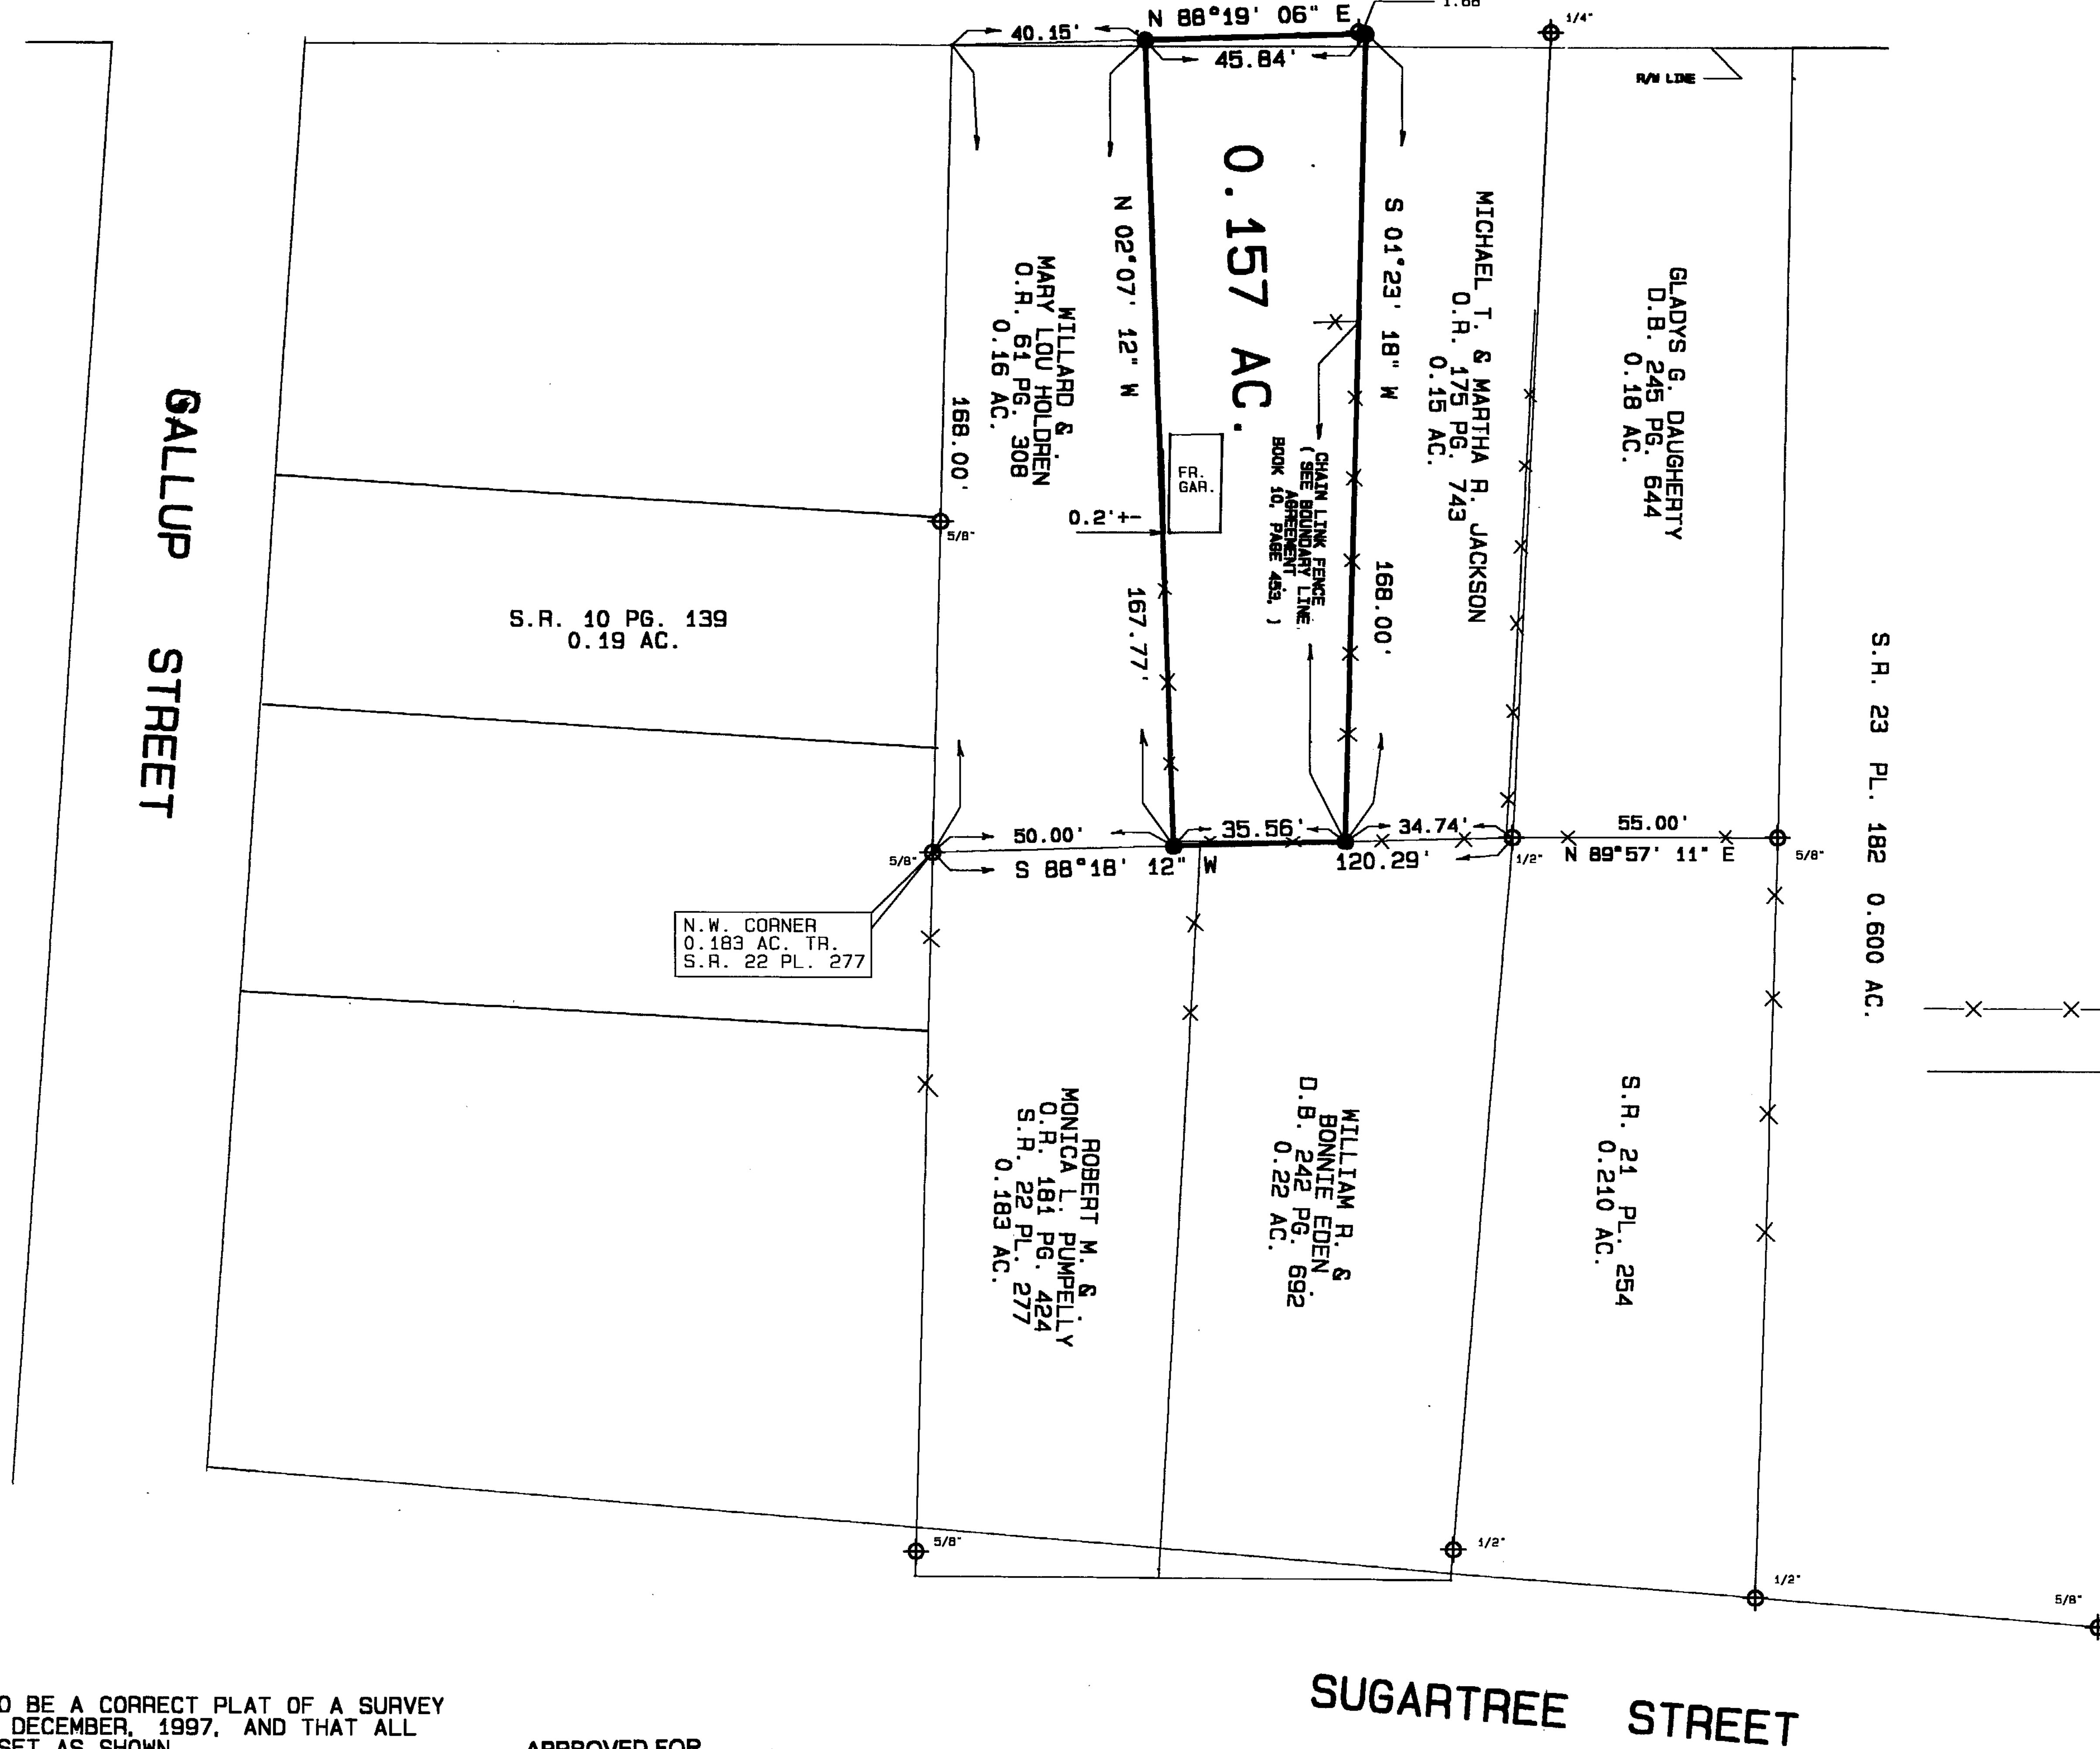 N 88°19' 06" E
1.66'
1/4"
40.15'
45.84'
R/W LINE
0.157 AC.
N 02°07' 12" W
S 01°23' 18" W
WILLARD &
MARY LOU HOLDREN
O.R. 61 PG. 308
0.16 AC.
MICHAEL T. & MARTHA R. JACKSON
O.R. 175 PG. 743
0.15 AC.
GLADYS G. DAUGHERTY
D.B. 245 PG. 644
0.18 AC.
168.00'
5/8"
FR.
GAR.
0.2'+-
CHAIN LINK FENCE
( SEE BOUNDARY LINE
AGREEMENT
BOOK 10, PAGE 453. )
167.77'
168.00'
GALLUP STREET
S.R. 10 PG. 139
0.19 AC.
S.R. 23 PL. 182 0.600 AC.
50.00'
35.56'
34.74'
55.00'
5/8"
S 88°18' 12" W
120.29'
1/2"
N 89°57' 11" E
5/8"
N.W. CORNER
0.183 AC. TR.
S.R. 22 PL. 277
ROBERT M. &
MONICA L. PUMPELLY
O.R. 181 PG. 424
S.R. 22 PL. 277
0.183 AC.
WILLIAM R. &
BONNIE EDEN
D.B. 242 PG. 692
0.22 AC.
S.R. 21 PL. 254
0.210 AC.
5/8"
1/2"
1/2"
5/8"
SUGARTREE STREET
O BE A CORRECT PLAT OF A SURVEY
DECEMBER, 1997, AND THAT ALL
SET AS SHOWN
APPROVED FOR